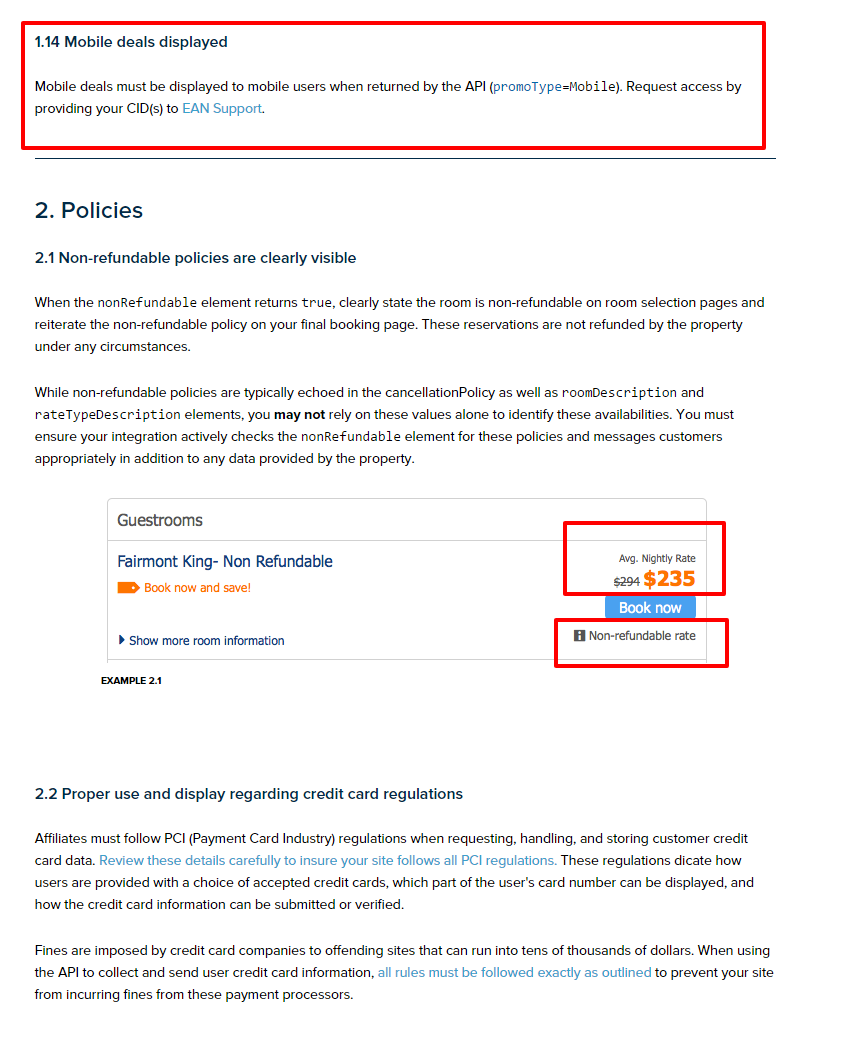 1.14 Mobile deals displayed
Mobile deals must be displayed to mobile users when returned by the API (promoType=Mobile). Request access by
providing your CID(s) to EAN Support.
2. Policies
2.1 Non-refundable policies are clearly visible
When the nonRefundable element returns true, clearly state the room is non-refundable on room selection pages and
reiterate the non-refundable policy on your final booking page. These reservations are not refunded by the property
under any circumstances.
While non-refundable policies are typically echoed in the cancellationPolicy as well as roomDescription and
rateTypeDescription elements, you may not rely on these values alone to identify these availabilities. You must
ensure your integration actively checks the nonRefundable element for these policies and messages customers
appropriately in addition to any data provided by the property.
Guestrooms
Fairmont King- Non Refundable
Avg. Nightly Rate
Book now and save!
$294 $235
Book now
Show more room information
Non-refundable rate
EXAMPLE 2.1
2.2 Proper use and display regarding credit card regulations
Affiliates must follow PCI (Payment Card Industry) regulations when requesting, handling, and storing customer credit
card data. Review these details carefully to insure your site follows all PCI regulations. These regulations dicate how
users are provided with a choice of accepted credit cards, which part of the user's card number can be displayed, and
how the credit card information can be submitted or verified.
Fines are imposed by credit card companies to offending sites that can run into tens of thousands of dollars. When using
the API to collect and send user credit card information, all rules must be followed exactly as outlined to prevent your site
from incurring fines from these payment processors.